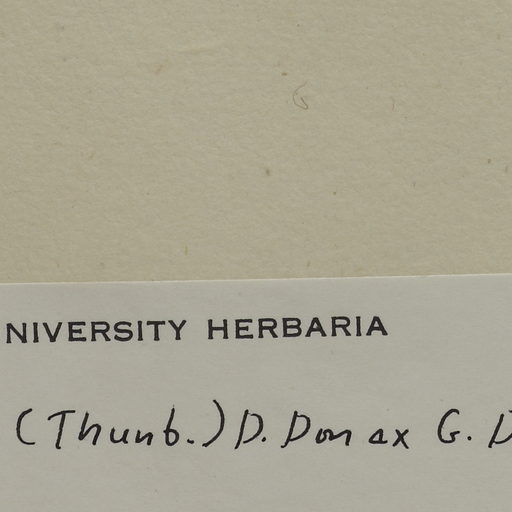 NIVERSITY HERBARIA
(Thunb.) D. Don ex G. D